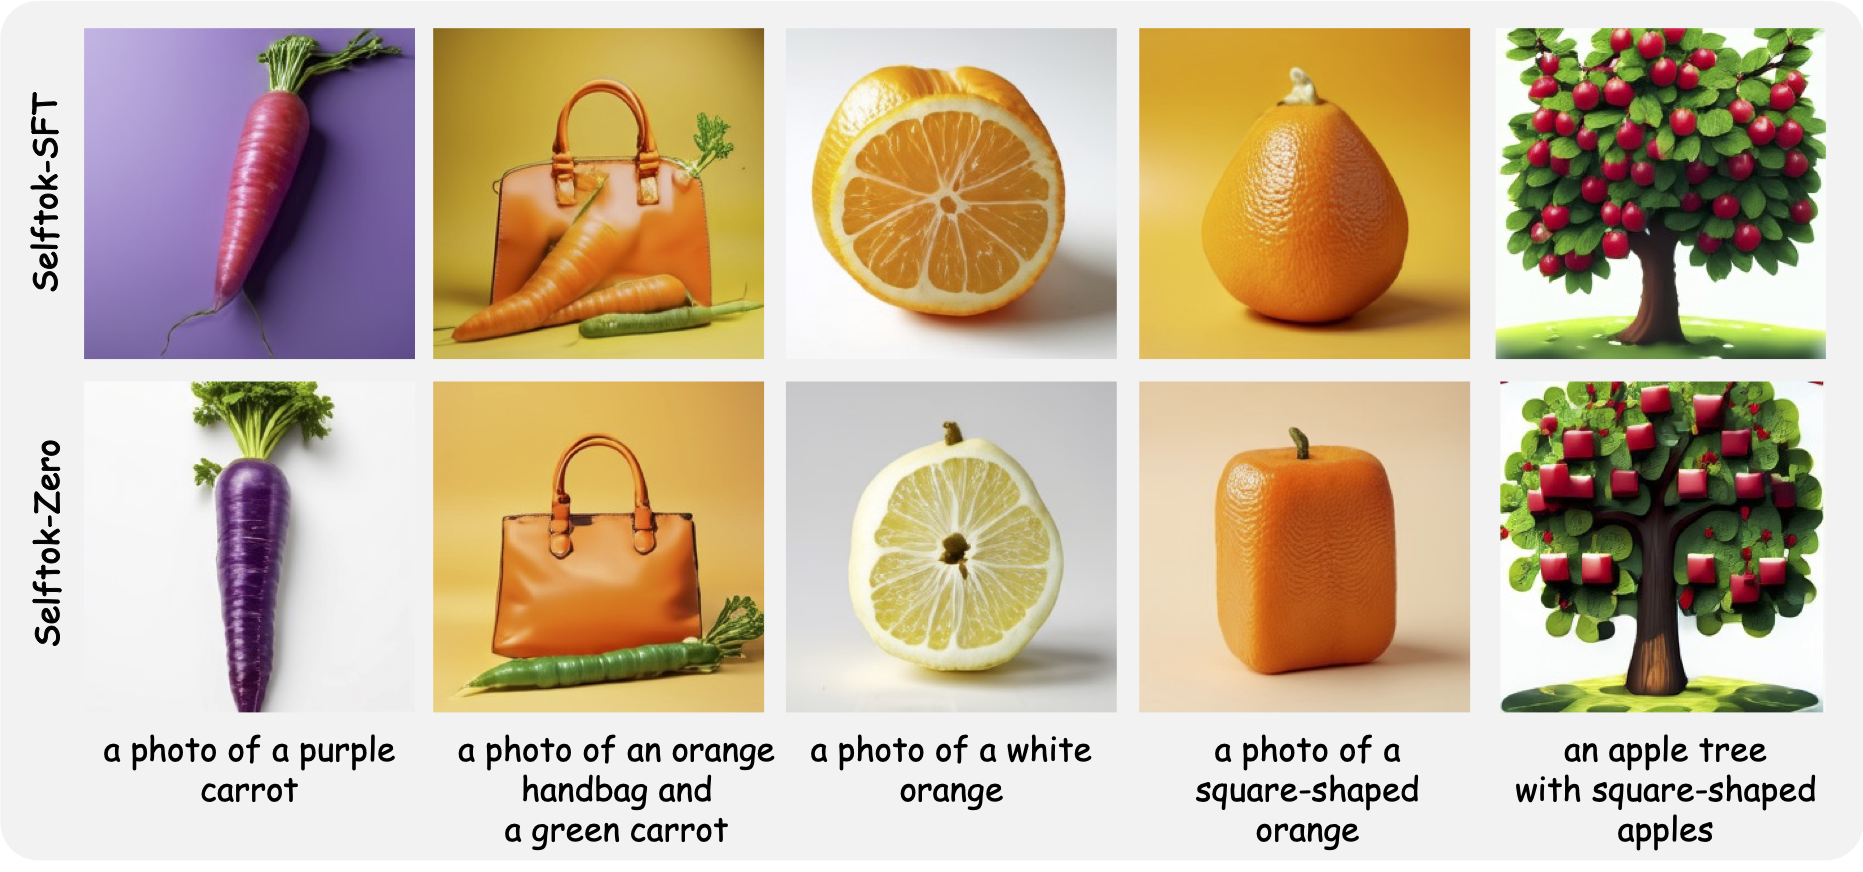 Selftok-SFT
Selftok-Zero
a photo of a purple
carrot
a photo of an orange
handbag and
a green carrot
a photo of a white
orange
a photo of a
square-shaped
orange
an apple tree
with square-shaped
apples